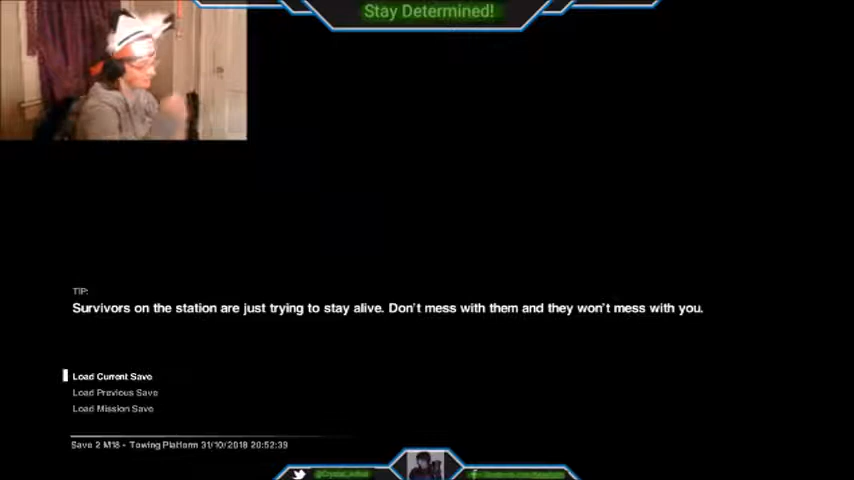 Stay Determined!
TIP:
Survivors on the station are just trying to stay alive. Don't mess with them and they won't mess with you.
Load Current Save
Load Previous Save
Load Mission Save
Save 2 M18 - Towing Platform 31/10/2018 20:52:39